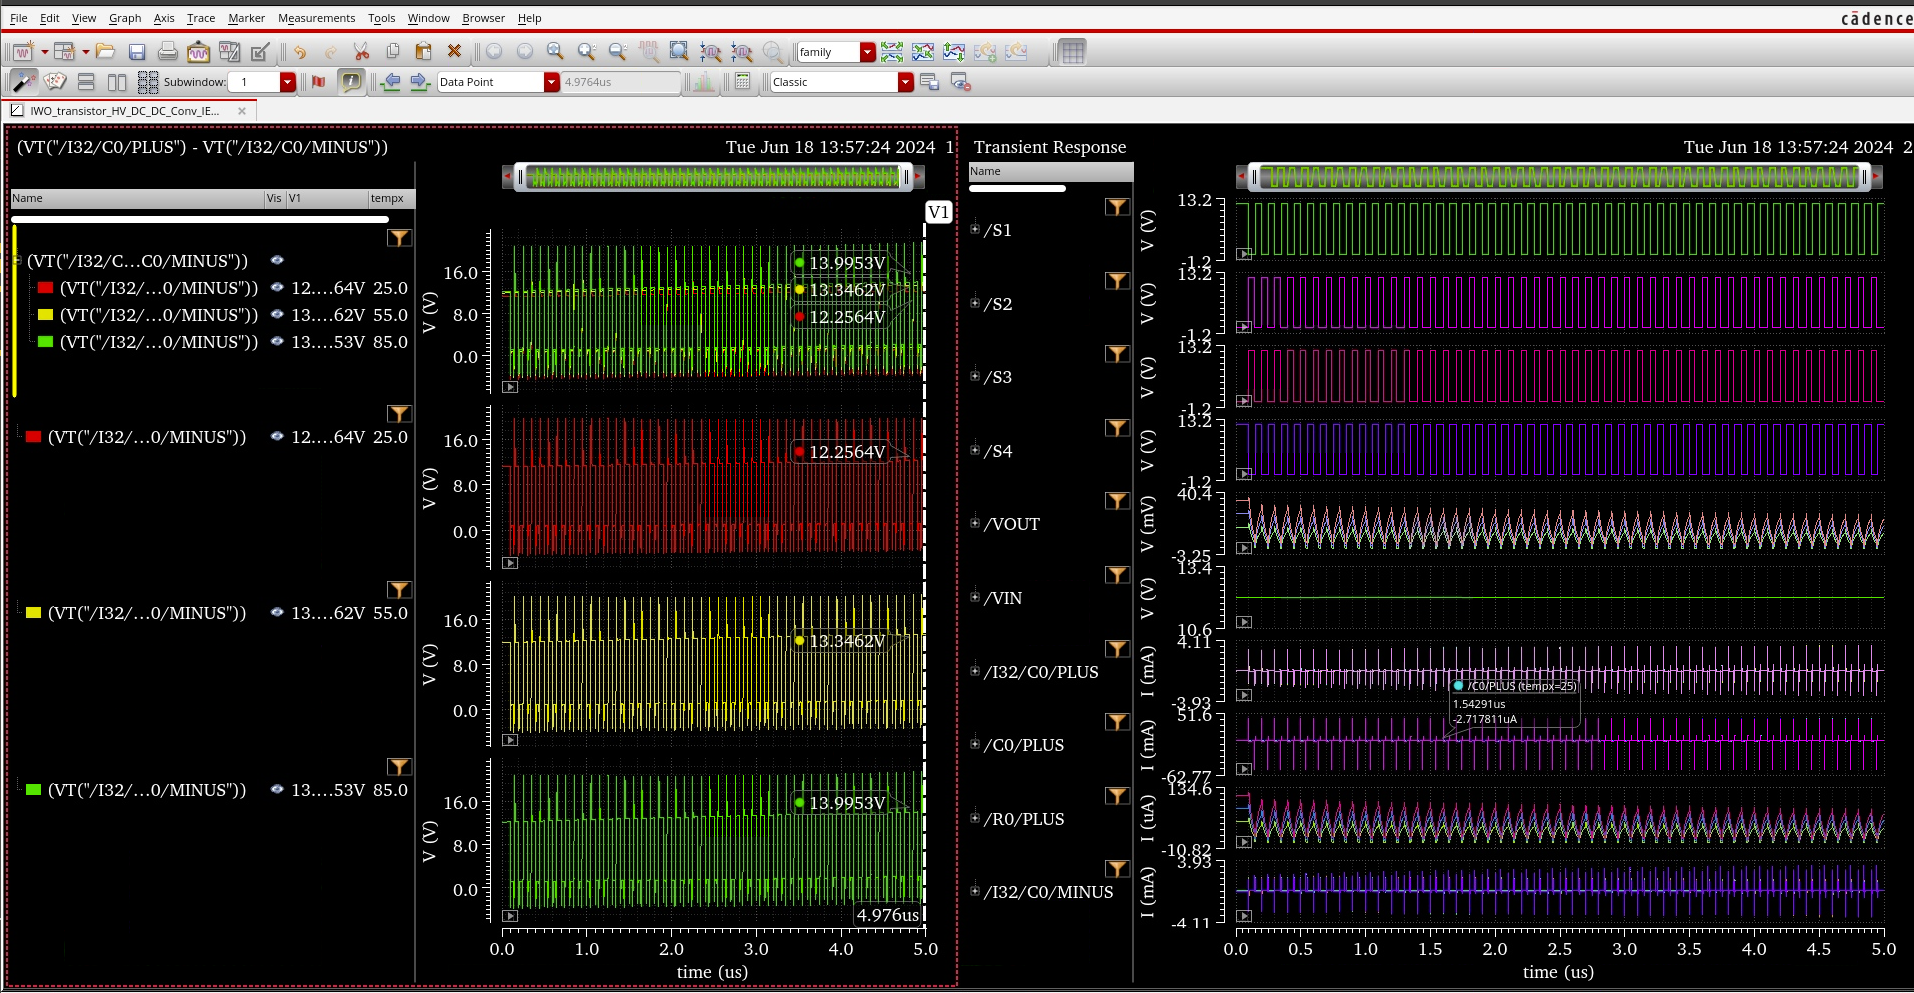 File Edit View Graph Axis Trace Marker Measurements Tools Window Browser Help
cādence
family
Subwindow: 1
Data Point
4.9764us
Classic
IWO_transistor_HV_DC_DC_Conv_IE...
(VT("/I32/C0/PLUS") - VT("/I32/C0/MINUS"))
Tue Jun 18 13:57:24 2024 1
Name Vis V1 tempx
(VT("/I32/C...C0/MINUS"))
(VT("/I32/...0/MINUS")) 12....64V 25.0
(VT("/I32/...0/MINUS")) 13....62V 55.0
(VT("/I32/...0/MINUS")) 13....53V 85.0
(VT("/I32/...0/MINUS")) 12....64V 25.0
(VT("/I32/...0/MINUS")) 13....62V 55.0
(VT("/I32/...0/MINUS")) 13....53V 85.0
V1
V (V)
16.0
8.0
0.0
13.9953V
13.3462V
12.2564V
V (V)
16.0
8.0
0.0
12.2564V
V (V)
16.0
8.0
0.0
13.3462V
V (V)
16.0
8.0
0.0
13.9953V
4.976us
0.0 1.0 2.0 3.0 4.0 5.0
time (us)
Transient Response
Tue Jun 18 13:57:24 2024 2
Name
/S1
/S2
/S3
/S4
/VOUT
/VIN
/I32/C0/PLUS
/C0/PLUS
/R0/PLUS
/I32/C0/MINUS
V (V)
13.2
-1.2
V (V)
13.2
-1.2
V (V)
13.2
-1.2
V (V)
13.2
-1.2
V (mV)
40.4
-3.25
V (V)
13.4
10.6
I (mA)
4.11
-3.93
I (mA)
51.6
-62.77
/C0/PLUS (tempx=25)
1.54291us
-2.717811uA
I (uA)
134.6
-10.82
I (mA)
3.93
-4.11
0.0 0.5 1.0 1.5 2.0 2.5 3.0 3.5 4.0 4.5 5.0
time (us)